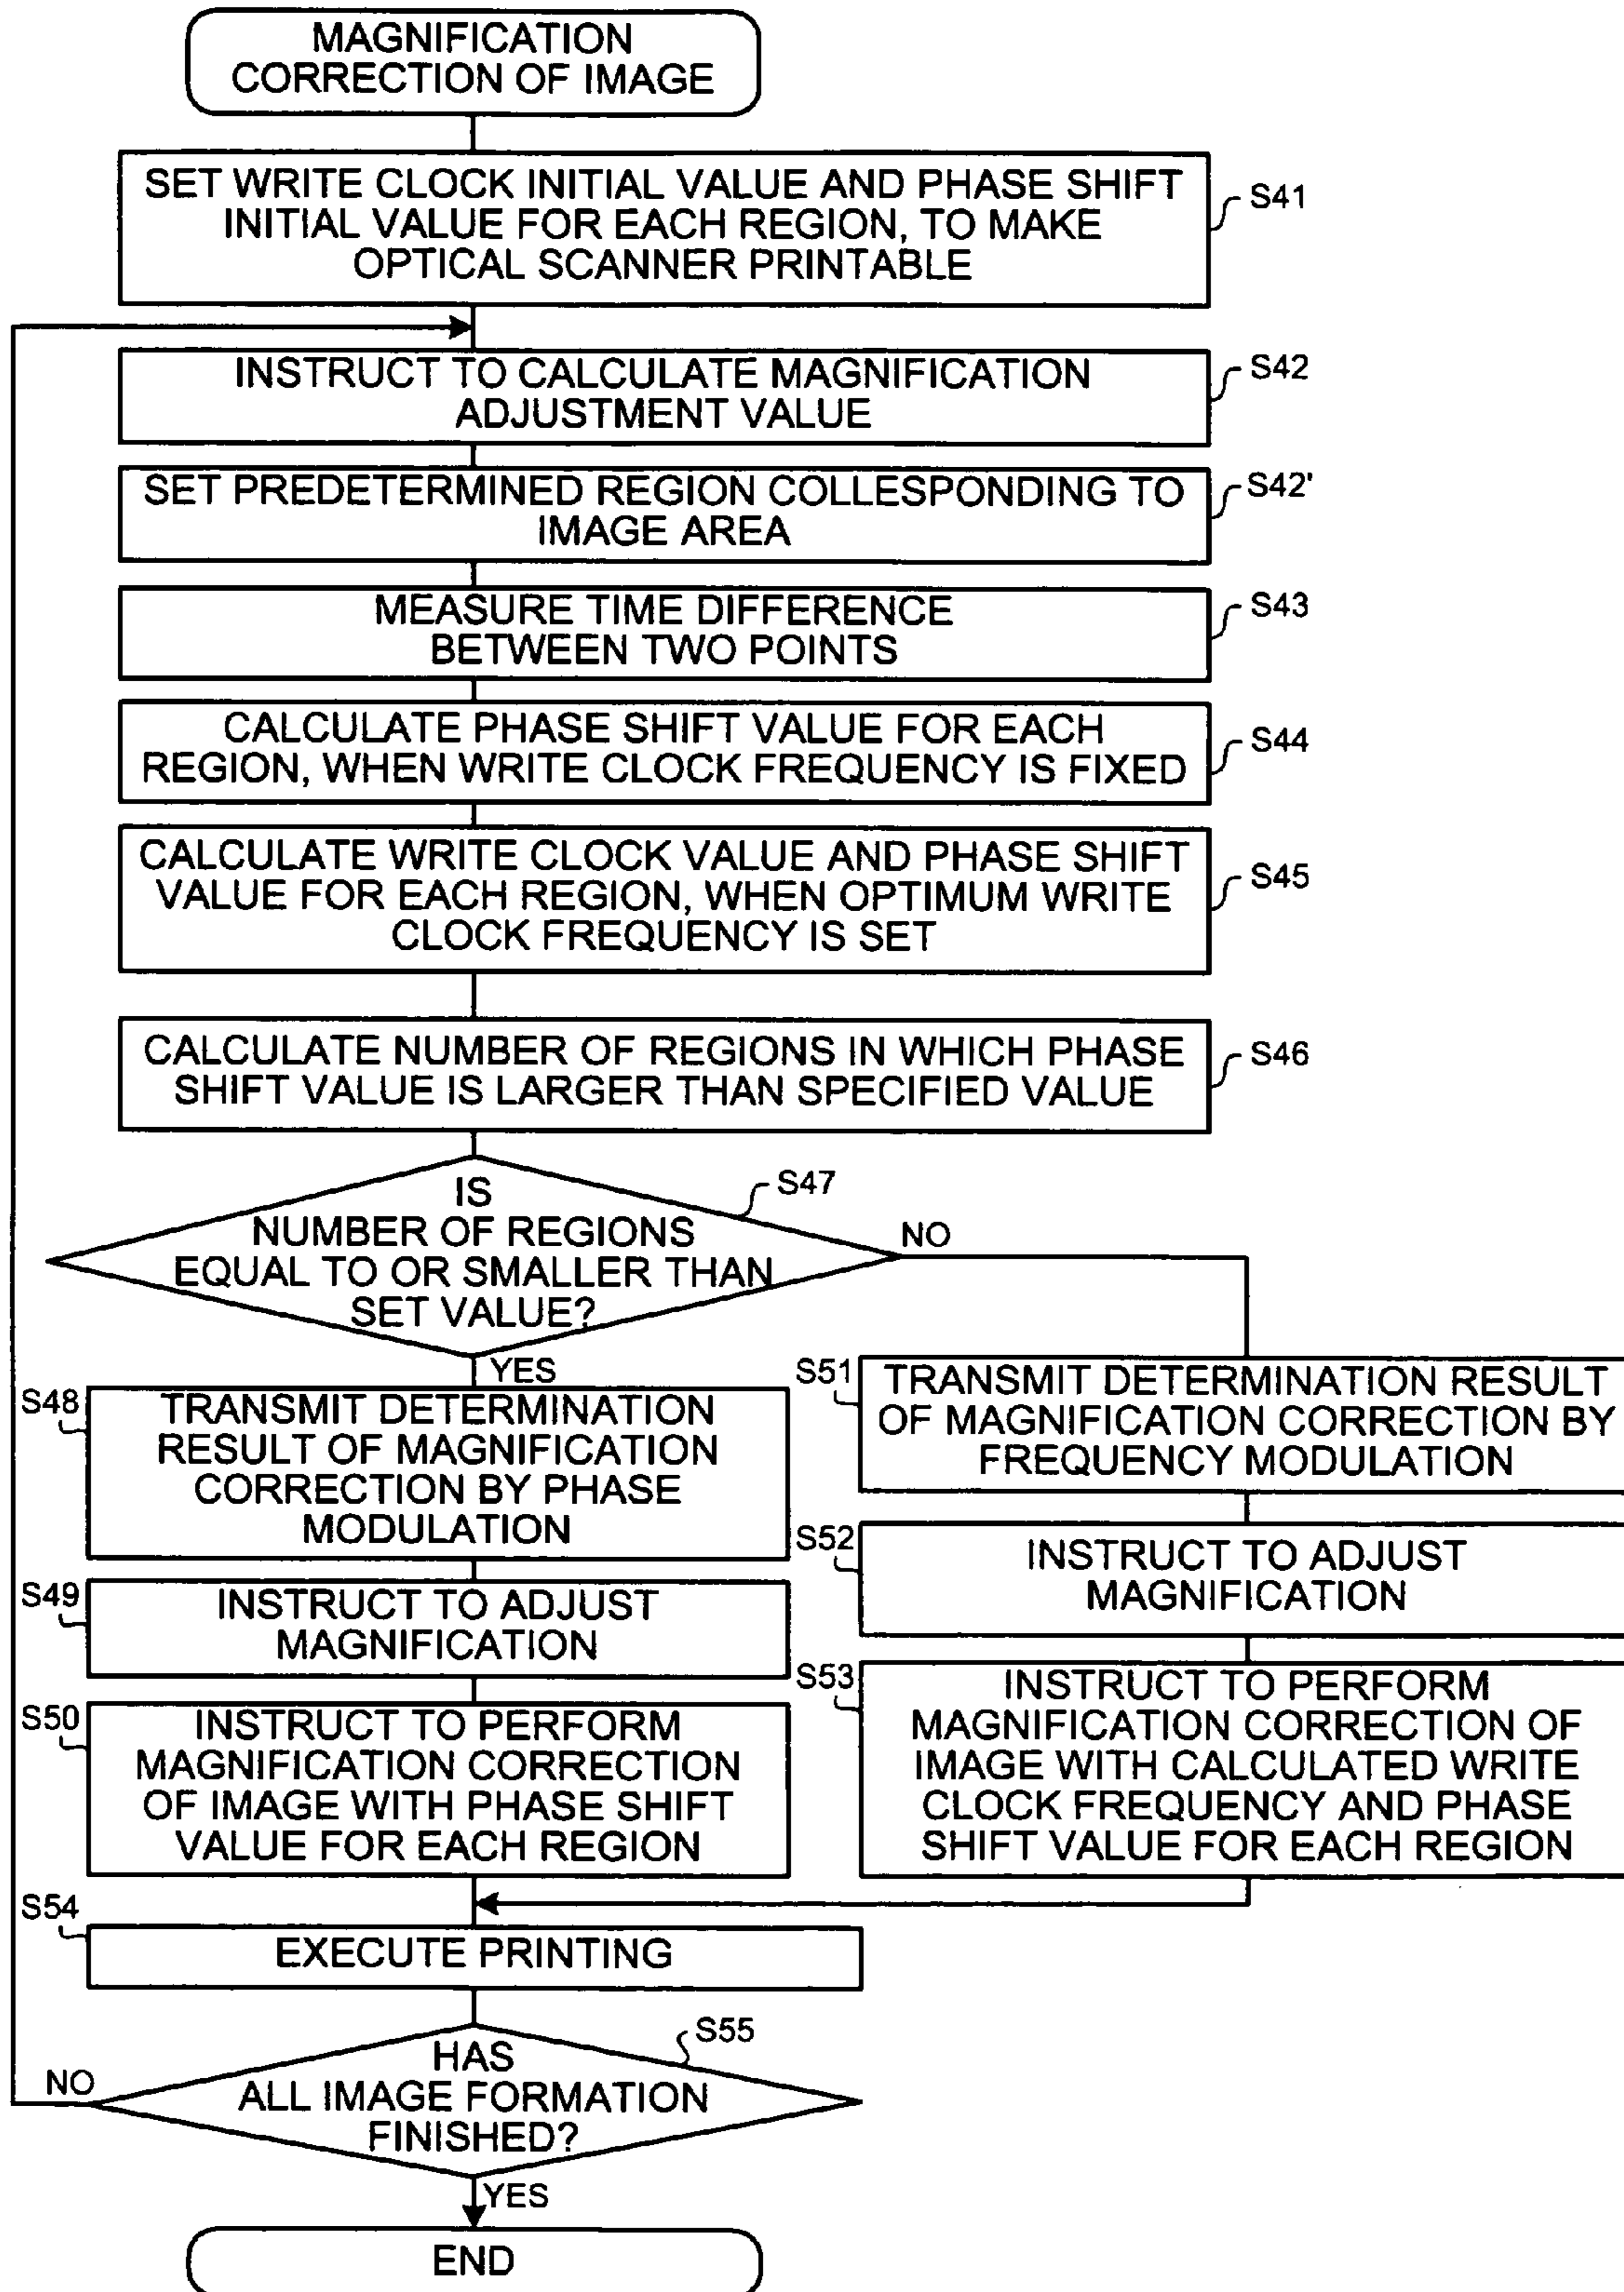 MAGNIFICATION
CORRECTION OF IMAGE
SET WRITE CLOCK INITIAL VALUE AND PHASE SHIFT
INITIAL VALUE FOR EACH REGION, TO MAKE
OPTICAL SCANNER PRINTABLE
S41
INSTRUCT TO CALCULATE MAGNIFICATION
ADJUSTMENT VALUE
S42
SET PREDETERMINED REGION COLLESPONDING TO
IMAGE AREA
S42'
MEASURE TIME DIFFERENCE
BETWEEN TWO POINTS
S43
CALCULATE PHASE SHIFT VALUE FOR EACH
REGION, WHEN WRITE CLOCK FREQUENCY IS FIXED
S44
CALCULATE WRITE CLOCK VALUE AND PHASE SHIFT
VALUE FOR EACH REGION, WHEN OPTIMUM WRITE
CLOCK FREQUENCY IS SET
S45
CALCULATE NUMBER OF REGIONS IN WHICH PHASE
SHIFT VALUE IS LARGER THAN SPECIFIED VALUE
S46
IS
NUMBER OF REGIONS
EQUAL TO OR SMALLER THAN
SET VALUE?
S47
NO
YES
S48
TRANSMIT DETERMINATION
RESULT OF MAGNIFICATION
CORRECTION BY PHASE
MODULATION
S49
INSTRUCT TO ADJUST
MAGNIFICATION
S50
INSTRUCT TO PERFORM
MAGNIFICATION CORRECTION
OF IMAGE WITH PHASE SHIFT
VALUE FOR EACH REGION
S51
TRANSMIT DETERMINATION RESULT
OF MAGNIFICATION CORRECTION BY
FREQUENCY MODULATION
S52
INSTRUCT TO ADJUST
MAGNIFICATION
S53
INSTRUCT TO PERFORM
MAGNIFICATION CORRECTION OF
IMAGE WITH CALCULATED WRITE
CLOCK FREQUENCY AND PHASE
SHIFT VALUE FOR EACH REGION
S54
EXECUTE PRINTING
S55
HAS
ALL IMAGE FORMATION
FINISHED?
NO
YES
END